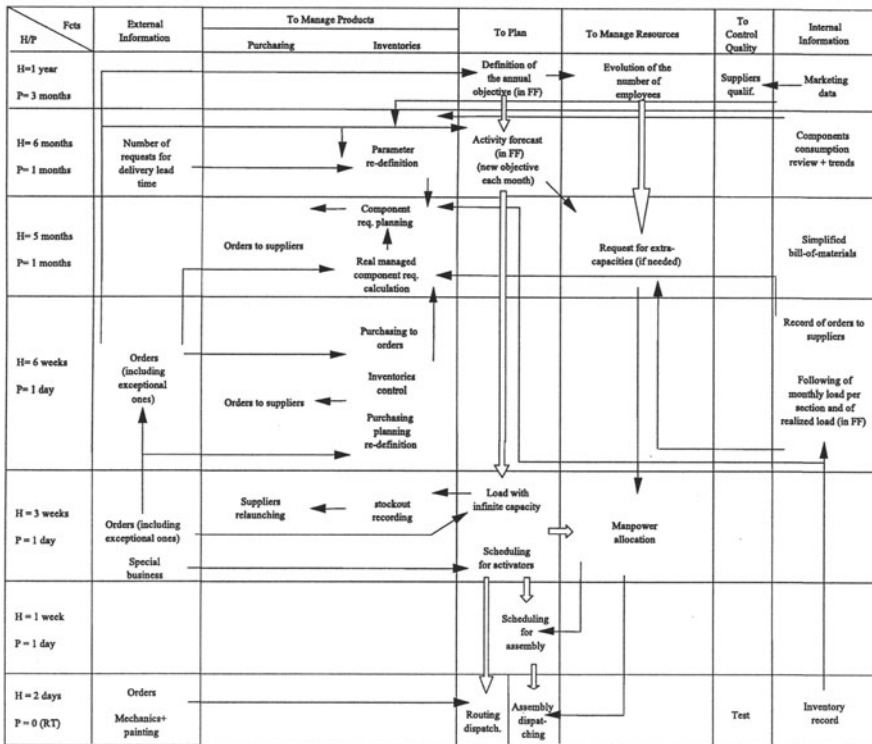 Fcts
H/P
External
Information
To Manage Products
Purchasing
Inventories
To Plan
To Manage Resources
To
Control
Quality
Internal
Information
H=1 year
P= 3 months
Definition of
the annual
objective (in FF)
Evolution of the
number of
employees
Suppliers
qualif.
Marketing
data
H= 6 months
P= 1 months
Number of
requests for
delivery lead
time
Parameter
re-definition
Activity forecast
(in FF)
(new objective
each month)
Components
consumption
review + trends
H= 5 months
P= 1 months
Orders to suppliers
Component
req. planning
Real managed
component req.
calculation
Request for extra-
capacities (if needed)
Simplified
bill-of-materials
H= 6 weeks
P= 1 day
Orders
(including
exceptional
ones)
Orders to suppliers
Purchasing to
orders
Inventories
control
Purchasing
planning
re-definition
Record of orders to
suppliers
Following of
monthly load per
section and of
realized load (in FF)
H = 3 weeks
P = 1 day
Orders (including
exceptional ones)
Special
business
Suppliers
relaunching
stockout
recording
Load with
infinite capacity
Scheduling
for activators
Manpower
allocation
H = 1 week
P = 1 day
Scheduling
for
assembly
H = 2 days
P = 0 (RT)
Orders
Mechanics+
painting
Routing
dispatch.
Assembly
dispat-
ching
Test
Inventory
record